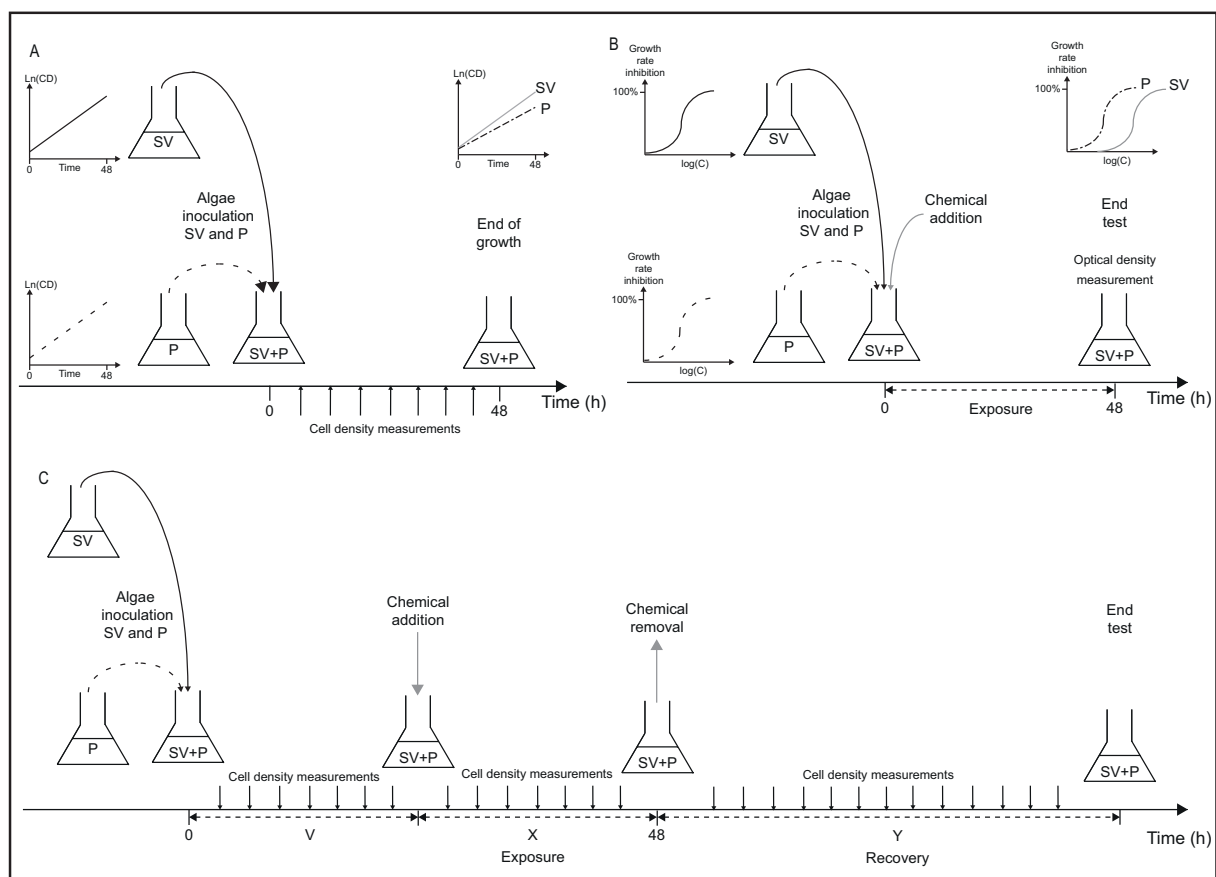 A
Ln(CD)
0
Time
48
SV
Algae
inoculation
SV and P
Ln(CD)
SV
P
0
Time
48
End of
growth
Ln(CD)
0
Time
48
P
SV+P
SV+P
0
48
Time (h)
Cell density measurements
B
Growth
rate
inhibition
100%
log(C)
SV
Algae
inoculation
SV and P
Chemical
addition
Growth
rate
inhibition
100%
P
SV
log(C)
End
test
Optical density
measurement
Growth
rate
inhibition
100%
log(C)
P
SV+P
SV+P
0
Exposure
48
Time (h)
C
SV
Algae
inoculation
SV and P
Chemical
addition
Chemical
removal
End
test
P
SV+P
SV+P
SV+P
SV+P
Cell density measurements
Cell density measurements
Cell density measurements
0
V
X
48
Y
Time (h)
Exposure
Recovery